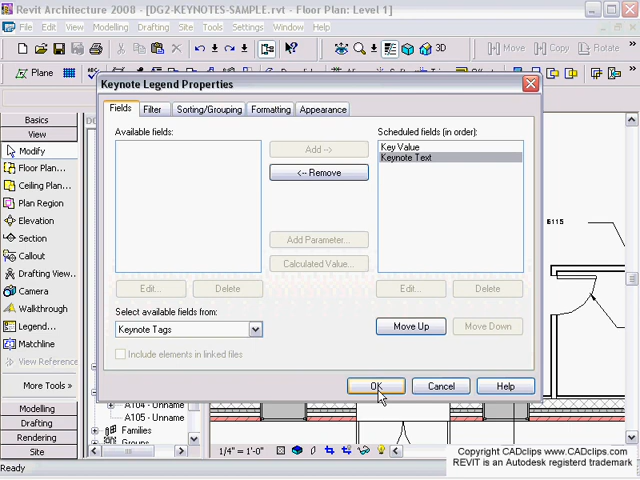 Revit Architecture 2008 - [DG2-KEYNOTES-SAMPLE.rvt - Floor Plan: Level 1]
File Edit View Modelling Drafting Site Tools Settings Window Help
3D Move Copy Rotate
Plane
Keynote Legend Properties
Fields Filter Sorting/Grouping Formatting Appearance
Available fields: Scheduled fields (in order):
Add -->
Key Value
Keynote Text
<-- Remove
Add Parameter...
Calculated Value...
Edit... Delete Edit... Delete
Select available fields from:
Keynote Tags
Move Up Move Down
Include elements in linked files
OK Cancel Help
Basics
View
Modify
Floor Plan...
Ceiling Plan...
Plan Region
Elevation
Section
Callout
Drafting View...
Camera
Walkthrough
Legend...
Matchline
View Reference
More Tools
Modelling
Drafting
Rendering
Site
E115
A104 - Unname
A105 - Unname
Families
Groups
1/4" = 1'-0"
Ready
Copyright CADclips www.CADclips.com
REVIT is an Autodesk registerd trademark